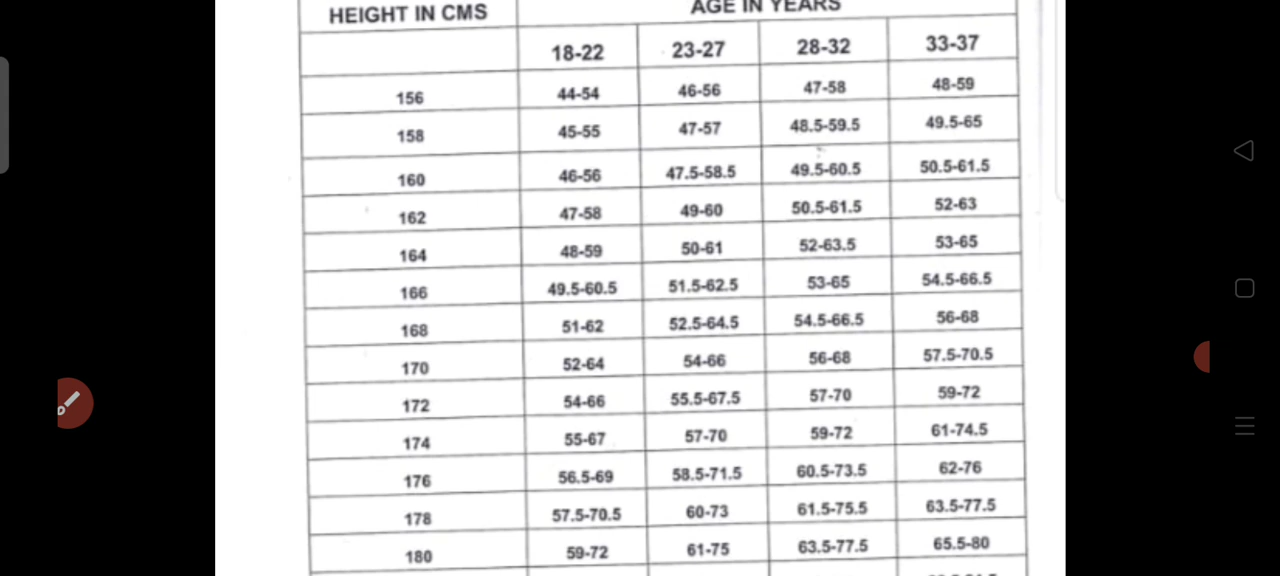 HEIGHT IN CMS AGE IN YEARS
18-22 23-27 28-32 33-37
156 44-54 46-56 47-58 48-59
158 45-55 47-57 48.5-59.5 49.5-65
160 46-56 47.5-58.5 49.5-60.5 50.5-61.5
162 47-58 49-60 50.5-61.5 52-63
164 48-59 50-61 52-63.5 53-65
166 49.5-60.5 51.5-62.5 53-65 54.5-66.5
168 51-62 52.5-64.5 54.5-66.5 56-68
170 52-64 54-66 56-68 57.5-70.5
172 54-66 55.5-67.5 57-70 59-72
174 55-67 57-70 59-72 61-74.5
176 56.5-69 58.5-71.5 60.5-73.5 62-76
178 57.5-70.5 60-73 61.5-75.5 63.5-77.5
180 59-72 61-75 63.5-77.5 65.5-80